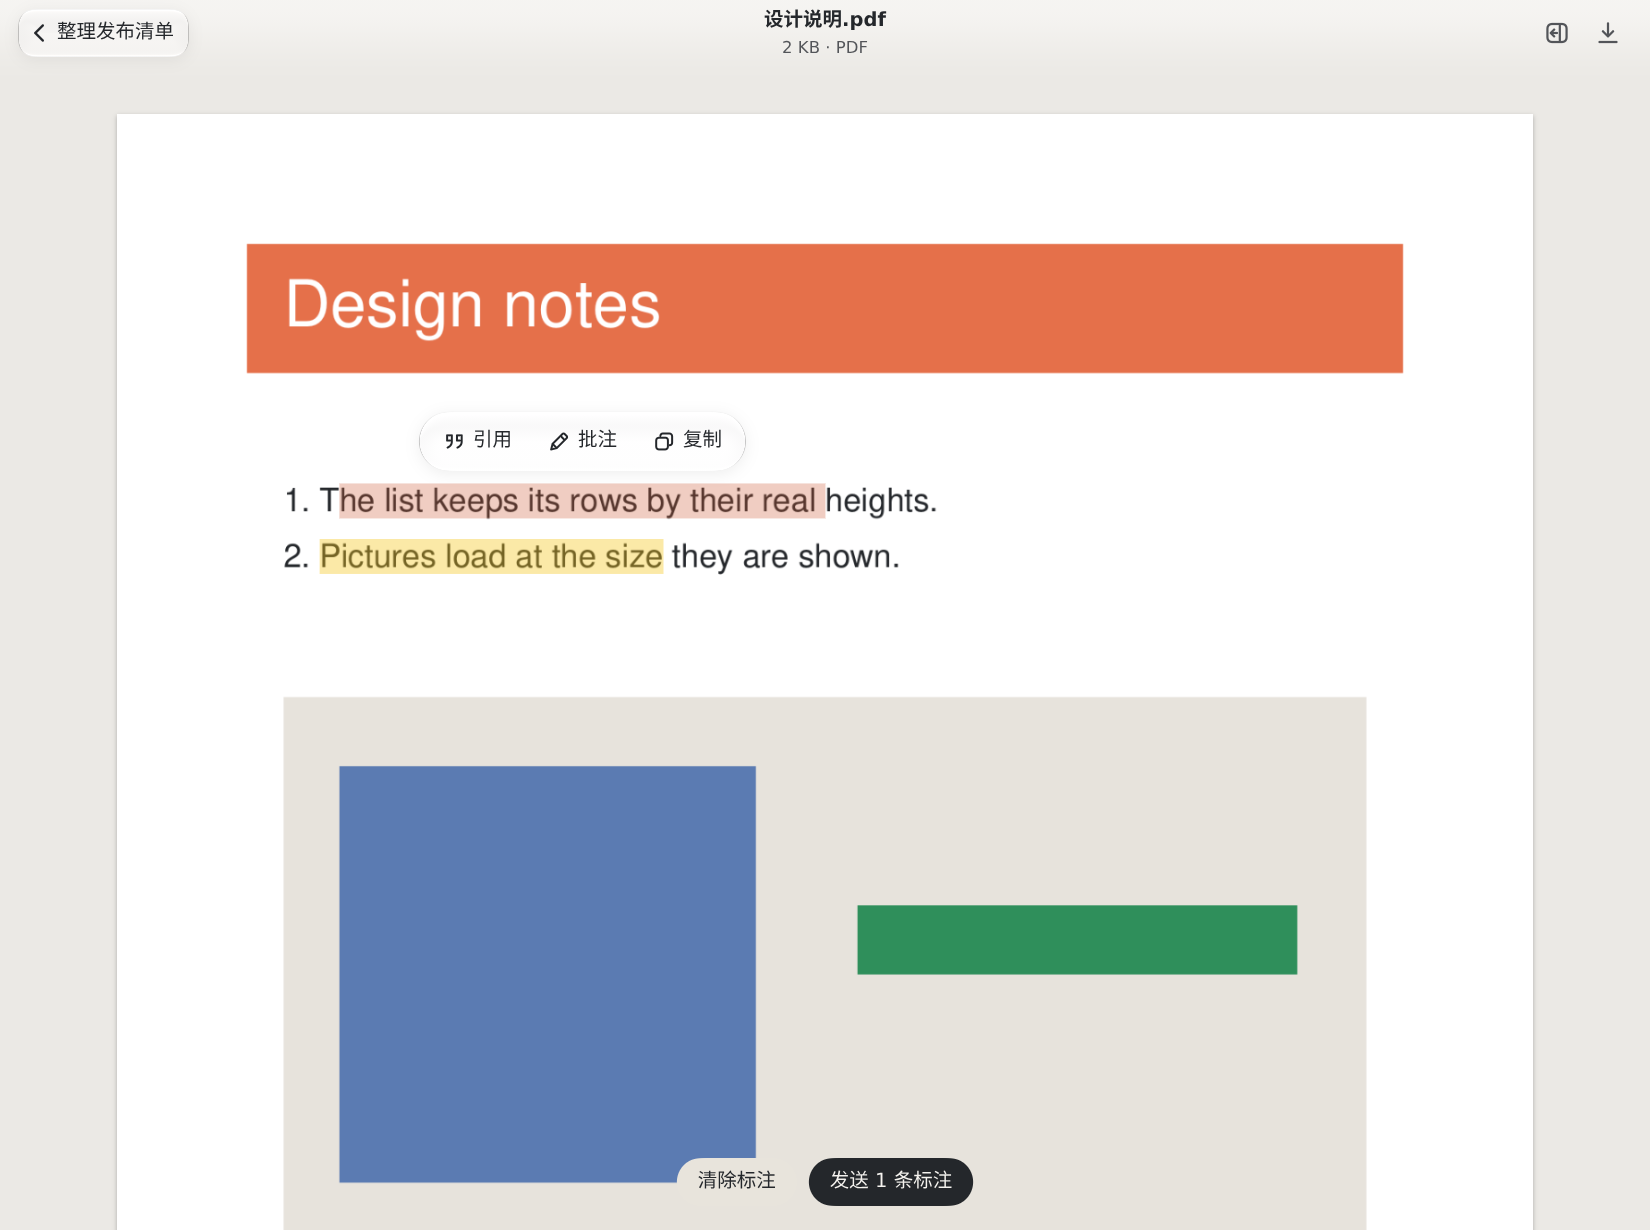 整理发布清单
设计说明.pdf
2 KB · PDF
Design notes
引用 批注 复制
1. The list keeps its rows by their real heights.
2. Pictures load at the size they are shown.
清除标注 发送 1 条标注